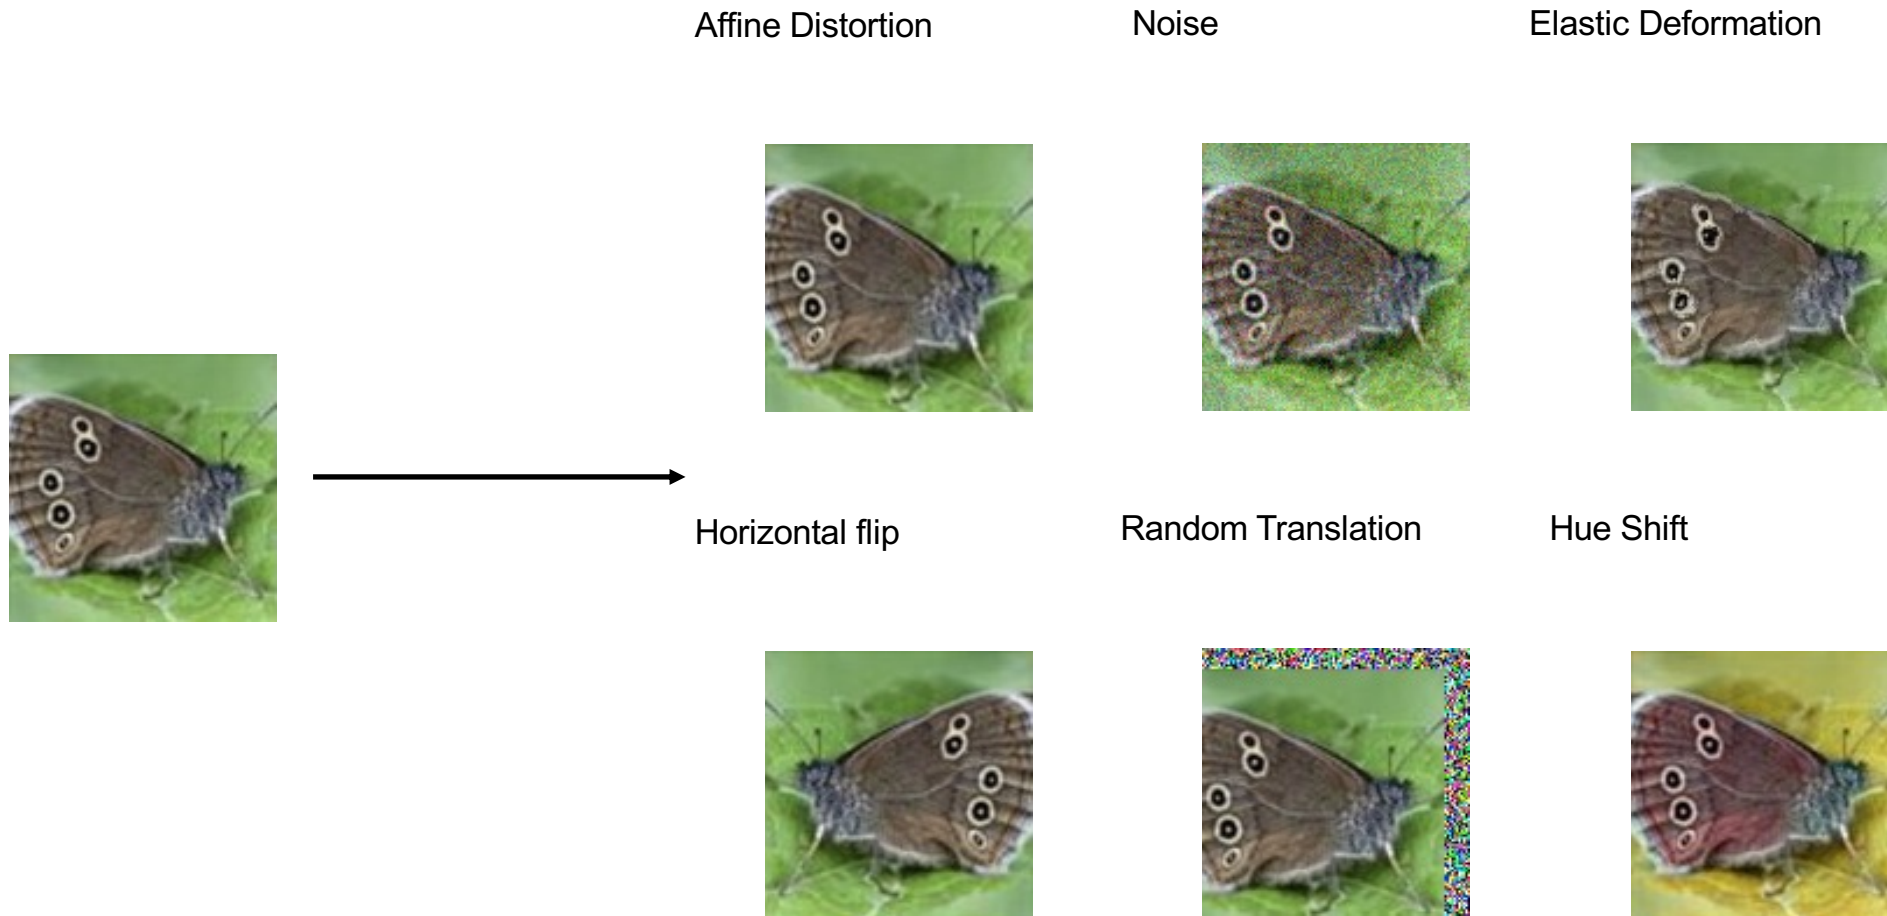 Affine Distortion
Noise
Elastic Deformation
Horizontal flip
Random Translation
Hue Shift